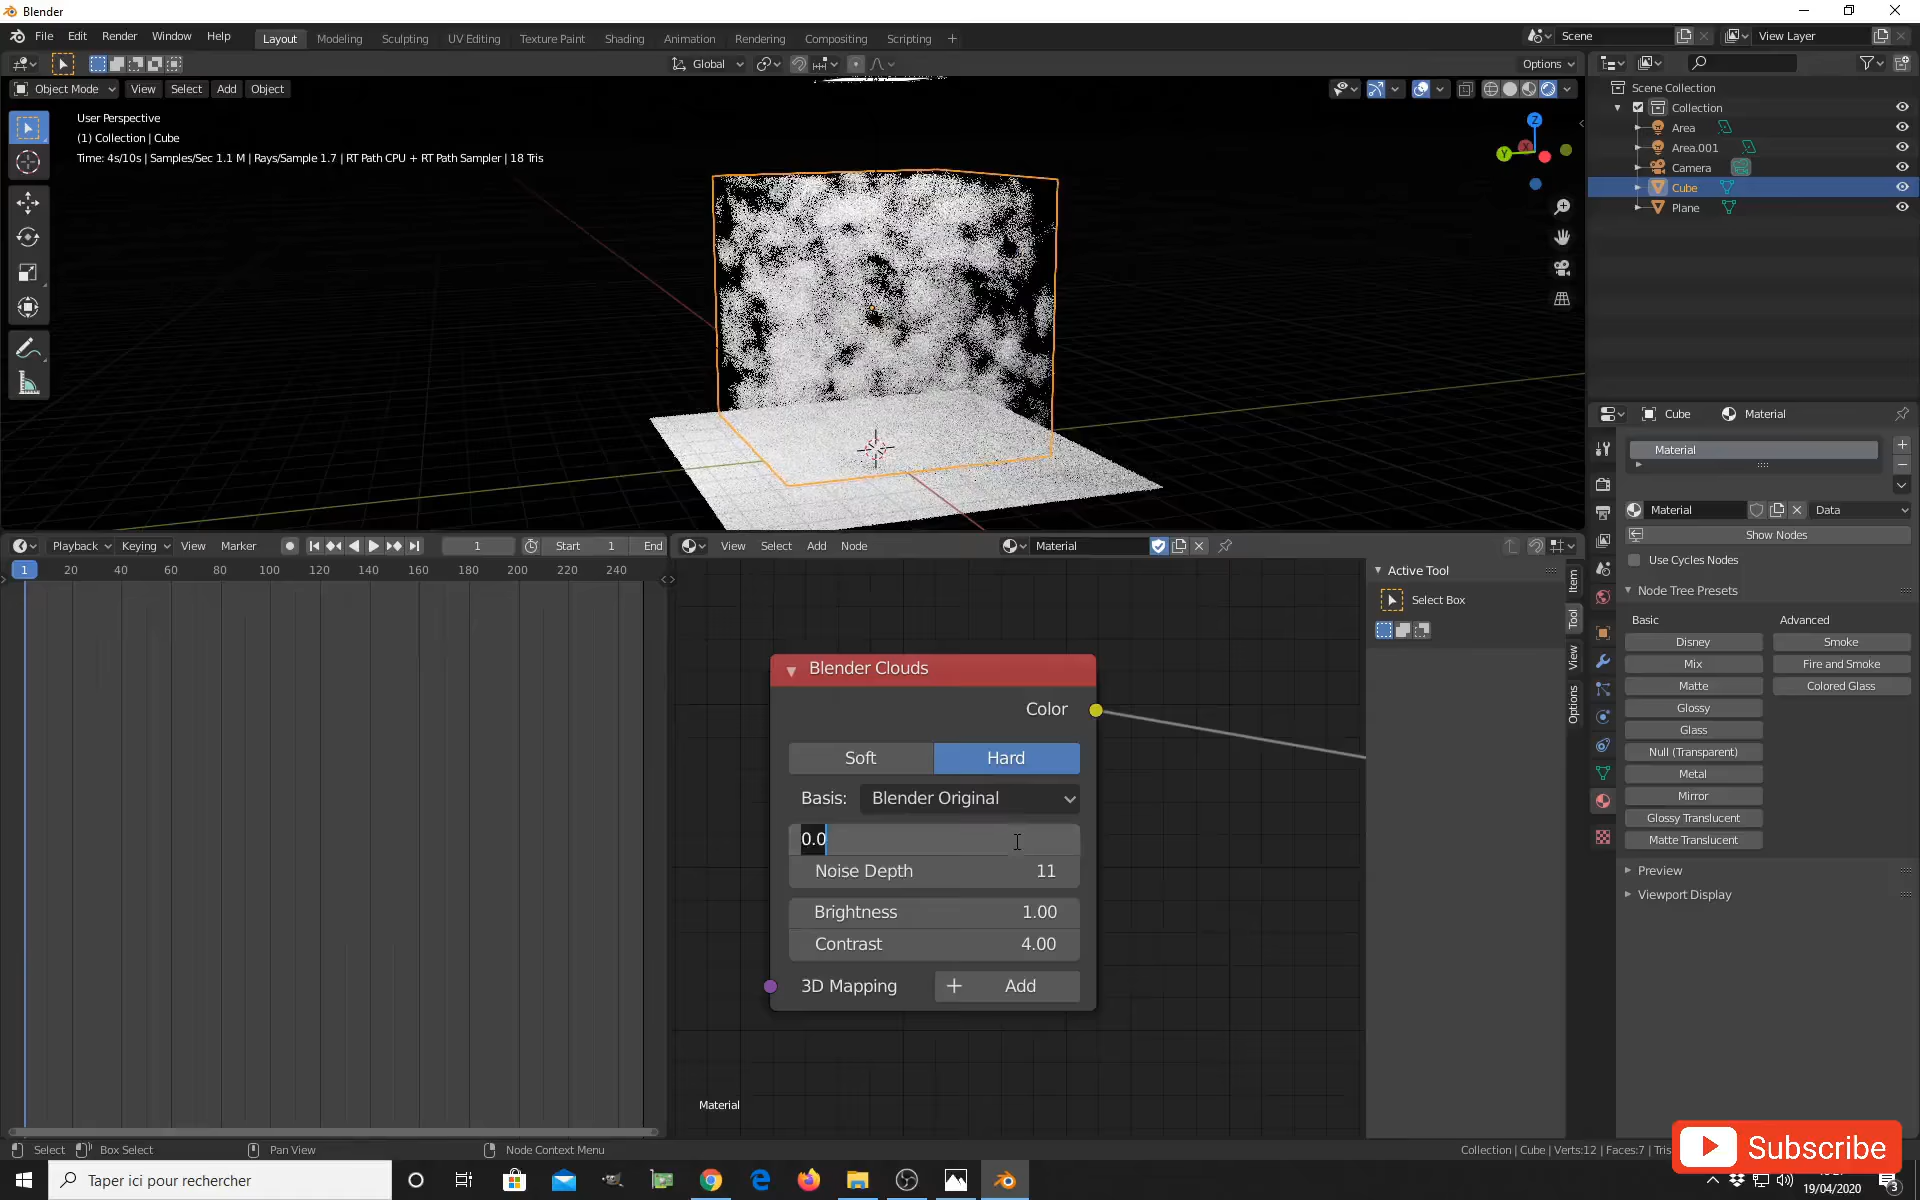 Blender
File Edit Render Window Help Layout Modeling Sculpting UV Editing Texture Paint Shading Animation Rendering Compositing Scripting + Scene View Layer
Global Options
Object Mode View Select Add Object
User Perspective
(1) Collection | Cube
Time: 4s/10s | Samples/Sec 1.1 M | Rays/Sample 1.7 | RT Path CPU + RT Path Sampler | 18 Tris
Z
Y
X
Scene Collection
Collection
Area
Area.001
Camera
Cube
Plane
Cube Material
Material
Material Data
Show Nodes
Use Cycles Nodes
Node Tree Presets
Basic Advanced
Disney Smoke
Mix Fire and Smoke
Matte Colored Glass
Glossy
Glass
Null (Transparent)
Metal
Mirror
Glossy Translucent
Matte Translucent
Preview
Viewport Display
Playback Keying View Marker 1 Start 1 End
1 20 40 60 80 100 120 140 160 180 200 220 240
View Select Add Node Material
Active Tool
Select Box
Item
Tool
View
Options
Blender Clouds
Color
Soft Hard
Basis: Blender Original
0.0
Noise Depth 11
Brightness 1.00
Contrast 4.00
3D Mapping + Add
Material
Select Box Select Pan View Node Context Menu Collection | Cube | Verts:12 | Faces:7 | Tris
Subscribe
Taper ici pour rechercher
19/04/2020
3